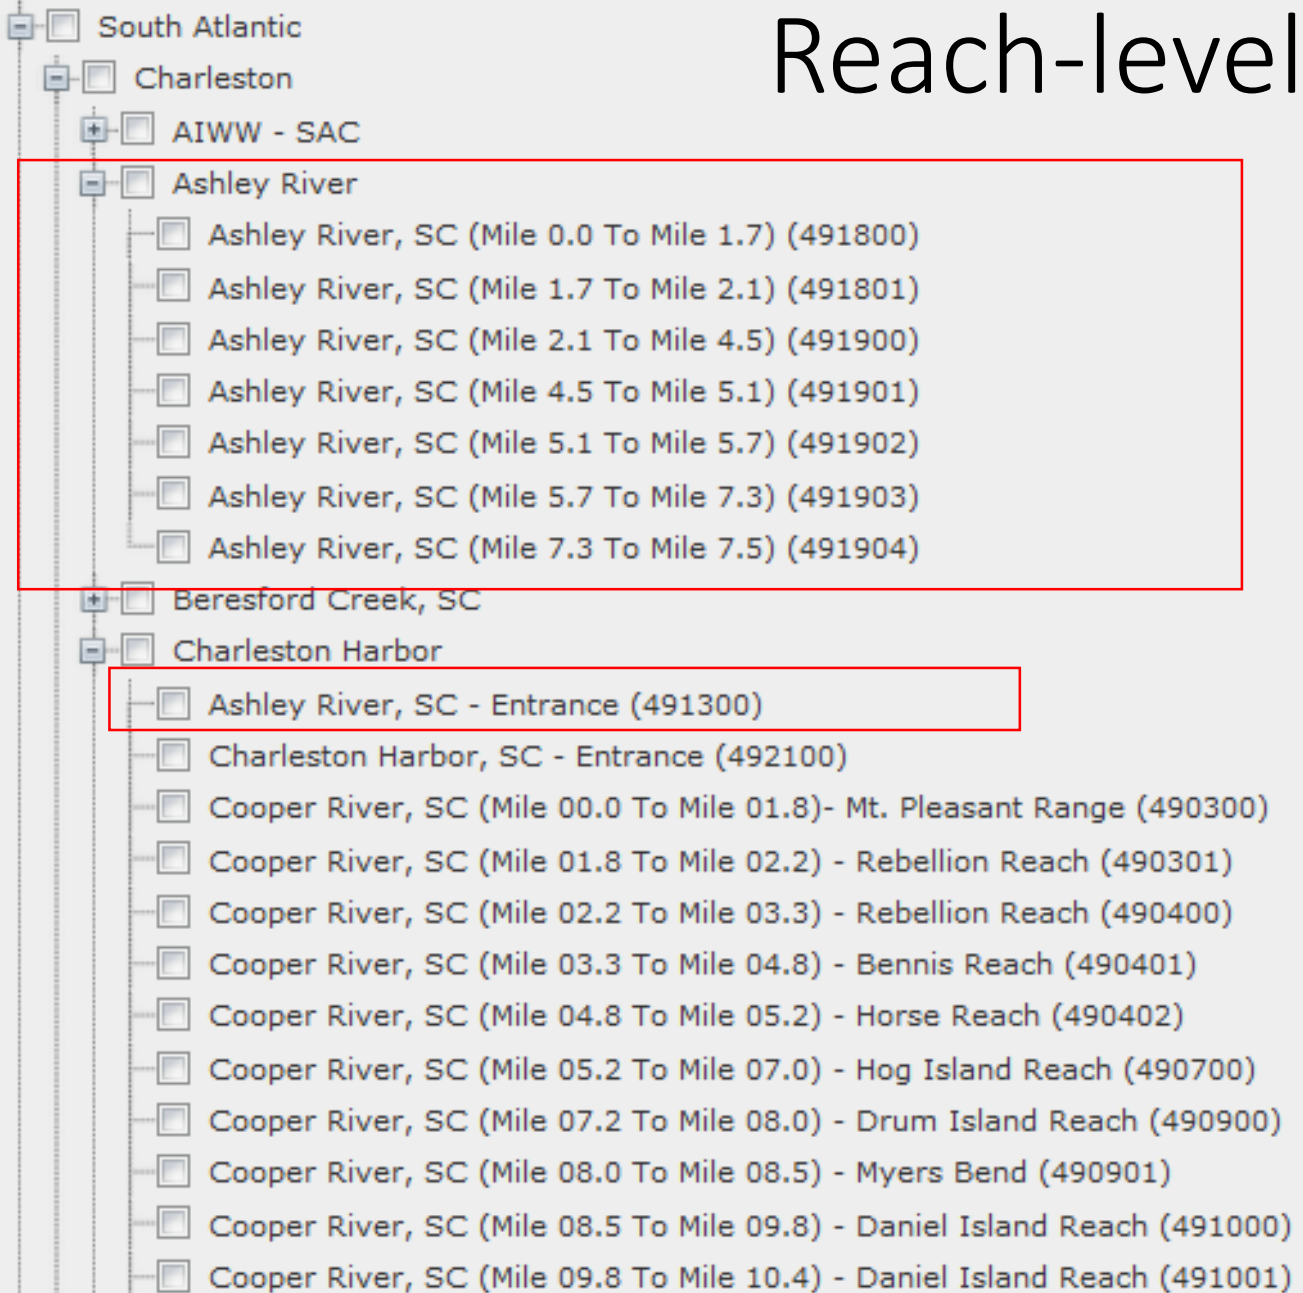 Reach-level
South Atlantic
Charleston
AIWW - SAC
Ashley River
Ashley River, SC (Mile 0.0 To Mile 1.7) (491800)
Ashley River, SC (Mile 1.7 To Mile 2.1) (491801)
Ashley River, SC (Mile 2.1 To Mile 4.5) (491900)
Ashley River, SC (Mile 4.5 To Mile 5.1) (491901)
Ashley River, SC (Mile 5.1 To Mile 5.7) (491902)
Ashley River, SC (Mile 5.7 To Mile 7.3) (491903)
Ashley River, SC (Mile 7.3 To Mile 7.5) (491904)
Beresford Creek, SC
Charleston Harbor
Ashley River, SC - Entrance (491300)
Charleston Harbor, SC - Entrance (492100)
Cooper River, SC (Mile 00.0 To Mile 01.8)- Mt. Pleasant Range (490300)
Cooper River, SC (Mile 01.8 To Mile 02.2) - Rebellion Reach (490301)
Cooper River, SC (Mile 02.2 To Mile 03.3) - Rebellion Reach (490400)
Cooper River, SC (Mile 03.3 To Mile 04.8) - Bennis Reach (490401)
Cooper River, SC (Mile 04.8 To Mile 05.2) - Horse Reach (490402)
Cooper River, SC (Mile 05.2 To Mile 07.0) - Hog Island Reach (490700)
Cooper River, SC (Mile 07.2 To Mile 08.0) - Drum Island Reach (490900)
Cooper River, SC (Mile 08.0 To Mile 08.5) - Myers Bend (490901)
Cooper River, SC (Mile 08.5 To Mile 09.8) - Daniel Island Reach (491000)
Cooper River, SC (Mile 09.8 To Mile 10.4) - Daniel Island Reach (491001)